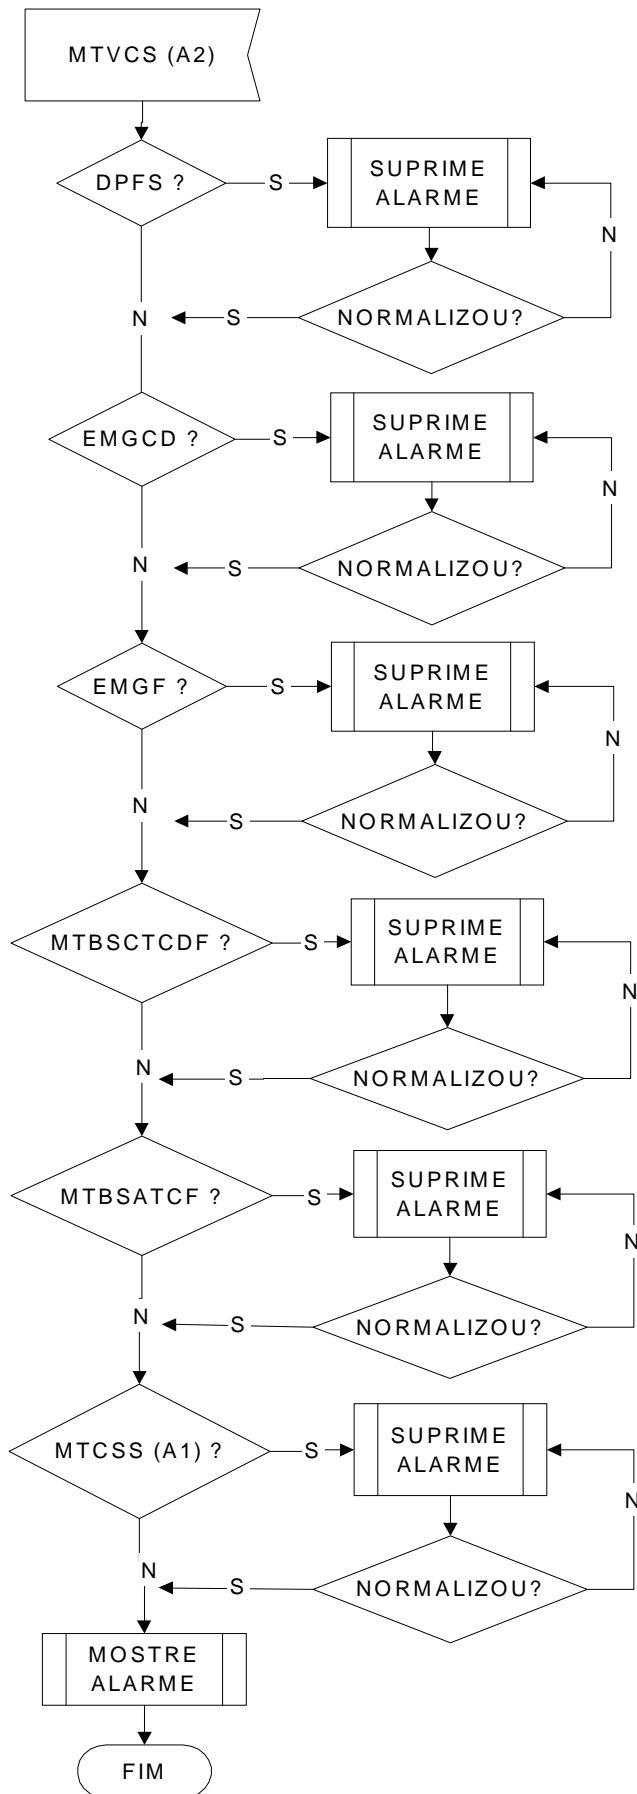 MTVCS (A2)
DPFS ?
S
SUPRIME
ALARME
N
N
S
NORMALIZOU?
EMGCD ?
S
SUPRIME
ALARME
N
N
S
NORMALIZOU?
EMGF ?
S
SUPRIME
ALARME
N
N
S
NORMALIZOU?
MTBSCTCDF ?
S
SUPRIME
ALARME
N
N
S
NORMALIZOU?
MTBSATCF ?
S
SUPRIME
ALARME
N
N
S
NORMALIZOU?
MTCSS (A1) ?
S
SUPRIME
ALARME
N
N
S
NORMALIZOU?
MOSTRE
ALARME
FIM